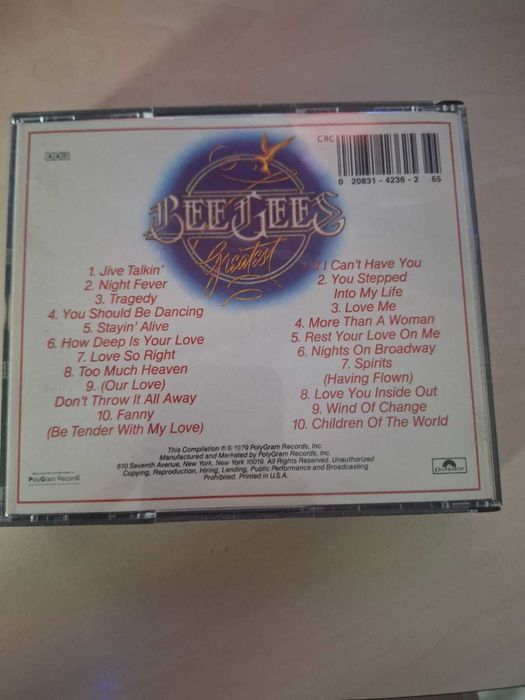 AAD
CRC
0 20831-4236-2 65
BEE GEES
Greatest
1. Jive Talkin'
2. Night Fever
3. Tragedy
4. You Should Be Dancing
5. Stayin' Alive
6. How Deep Is Your Love
7. Love So Right
8. Too Much Heaven
9. (Our Love)
Don't Throw It All Away
10. Fanny
(Be Tender With My Love)
1. If I Can't Have You
2. You Stepped
Into My Life
3. Love Me
4. More Than A Woman
5. Rest Your Love On Me
6. Nights On Broadway
7. Spirits
(Having Flown)
8. Love You Inside Out
9. Wind Of Change
10. Children Of The World
This Compilation ℗ © 1979 PolyGram Records, Inc.
Manufactured and Marketed by PolyGram Records, Inc.
810 Seventh Avenue, New York, New York 10019. All Rights Reserved. Unauthorized
Copying, Reproduction, Hiring, Lending, Public Performance and Broadcasting
Prohibited. Printed in U.S.A.
PolyGram Records
Polydor